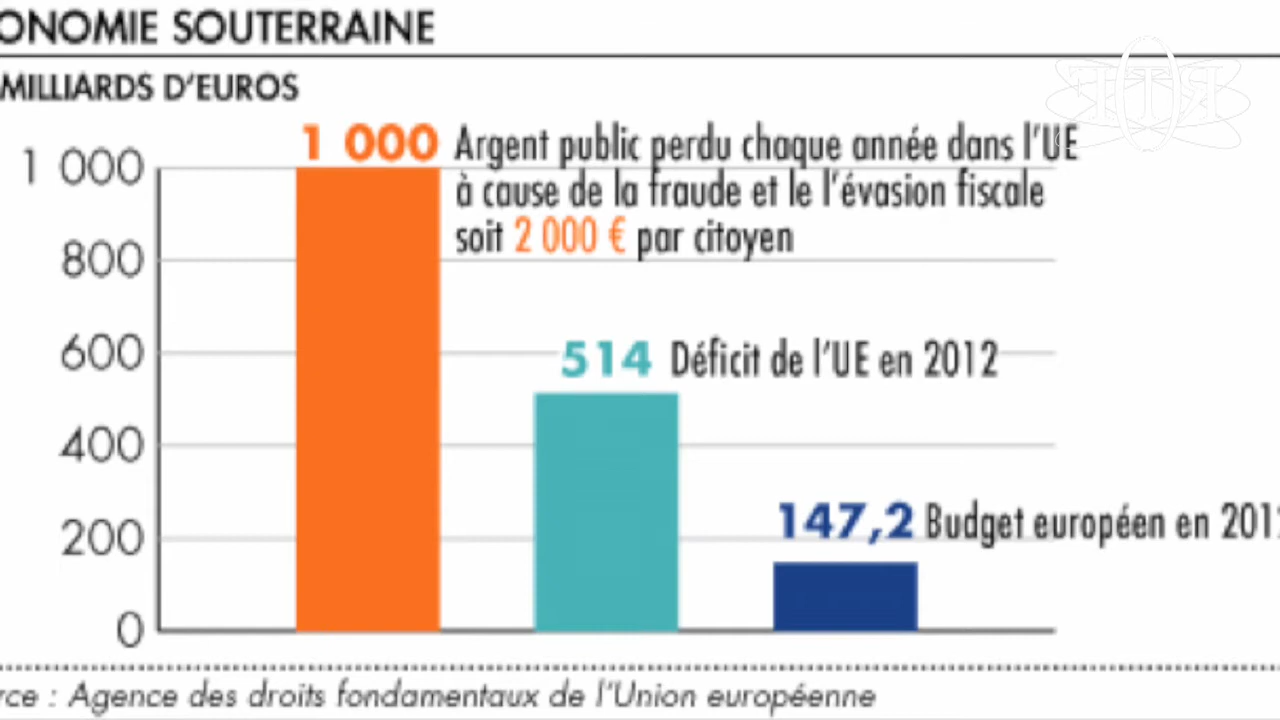 ONOMIE SOUTERRAINE
MILLIARDS D'EUROS
1 000 Argent public perdu chaque année dans l'UE
à cause de la fraude et le l'évasion fiscale
soit 2 000 € par citoyen
1 000
800
600
514 Déficit de l'UE en 2012
400
147,2 Budget européen en 201
200
0
rce : Agence des droits fondamentaux de l'Union européenne